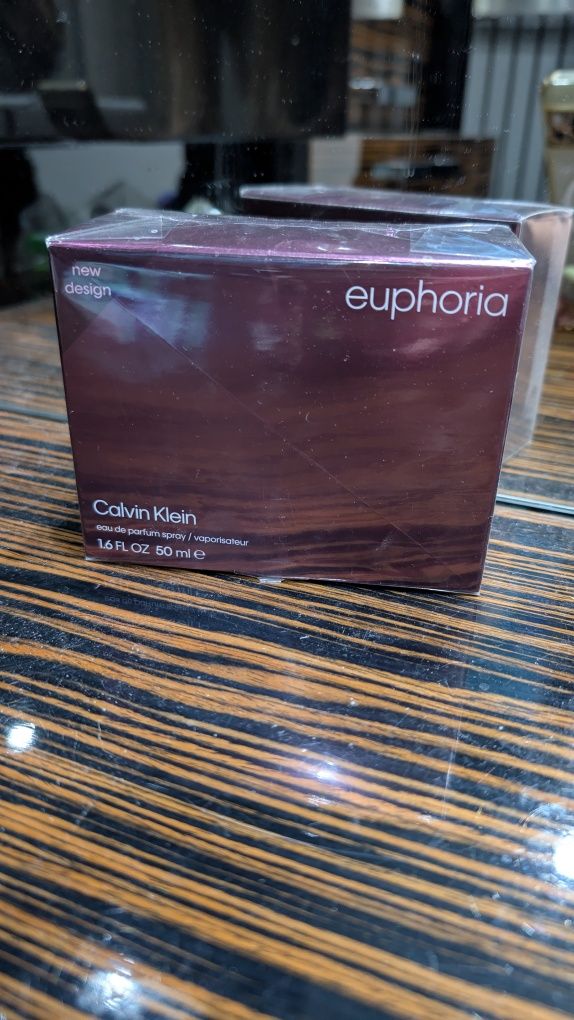 new
design
euphoria
Calvin Klein
eau de parfum spray / vaporisateur
1.6 FL OZ 50 ml ℮